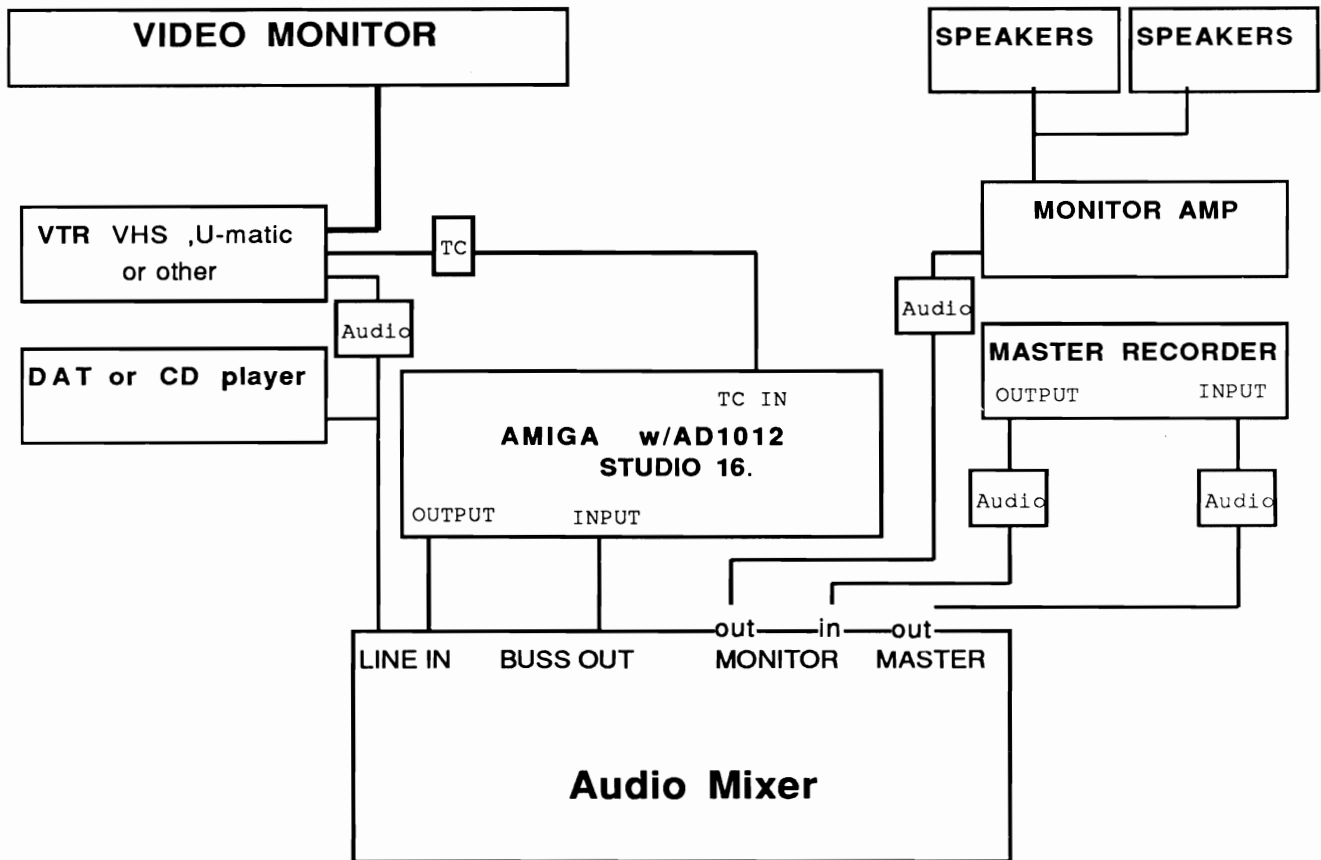 VIDEO MONITOR
SPEAKERS
SPEAKERS
VTR VHS ,U-matic
or other
TC
MONITOR AMP
Audio
Audio
DAT or CD player
MASTER RECORDER
OUTPUT
INPUT
TC IN
AMIGA w/AD1012
STUDIO 16.
OUTPUT
INPUT
Audio
Audio
out
in
out
LINE IN
BUSS OUT
MONITOR
MASTER
Audio Mixer